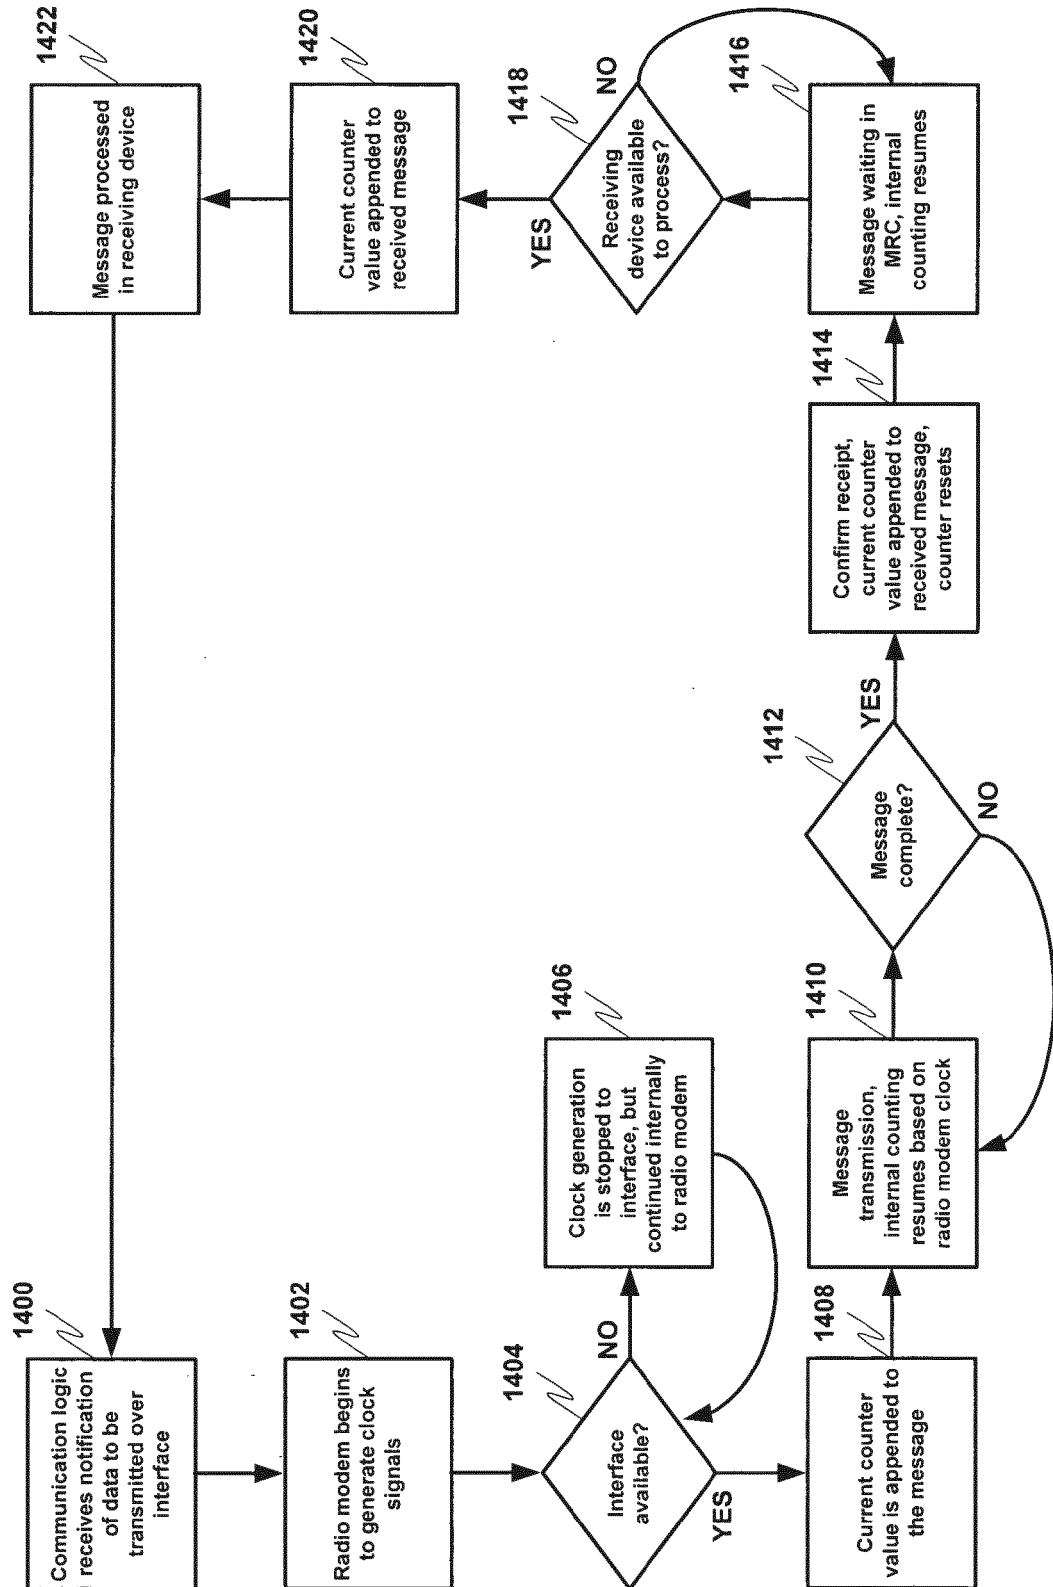 1400
Communication logic
receives notification
of data to be
transmitted over
interface
1402
Radio modem begins
to generate clock
signals
1404
Interface
available?
NO
YES
1406
Clock generation
is stopped to
interface, but
continued internally
to radio modem
1408
Current counter
value is appended to
the message
1410
Message
transmission,
internal counting
resumes based on
radio modem clock
1412
Message
complete?
NO
YES
1414
Confirm receipt,
current counter
value appended to
received message,
counter resets
1416
Message waiting in
MRC, internal
counting resumes
1418
Receiving
device available
to process?
NO
YES
1420
Current counter
value appended to
received message
1422
Message processed
in receiving device